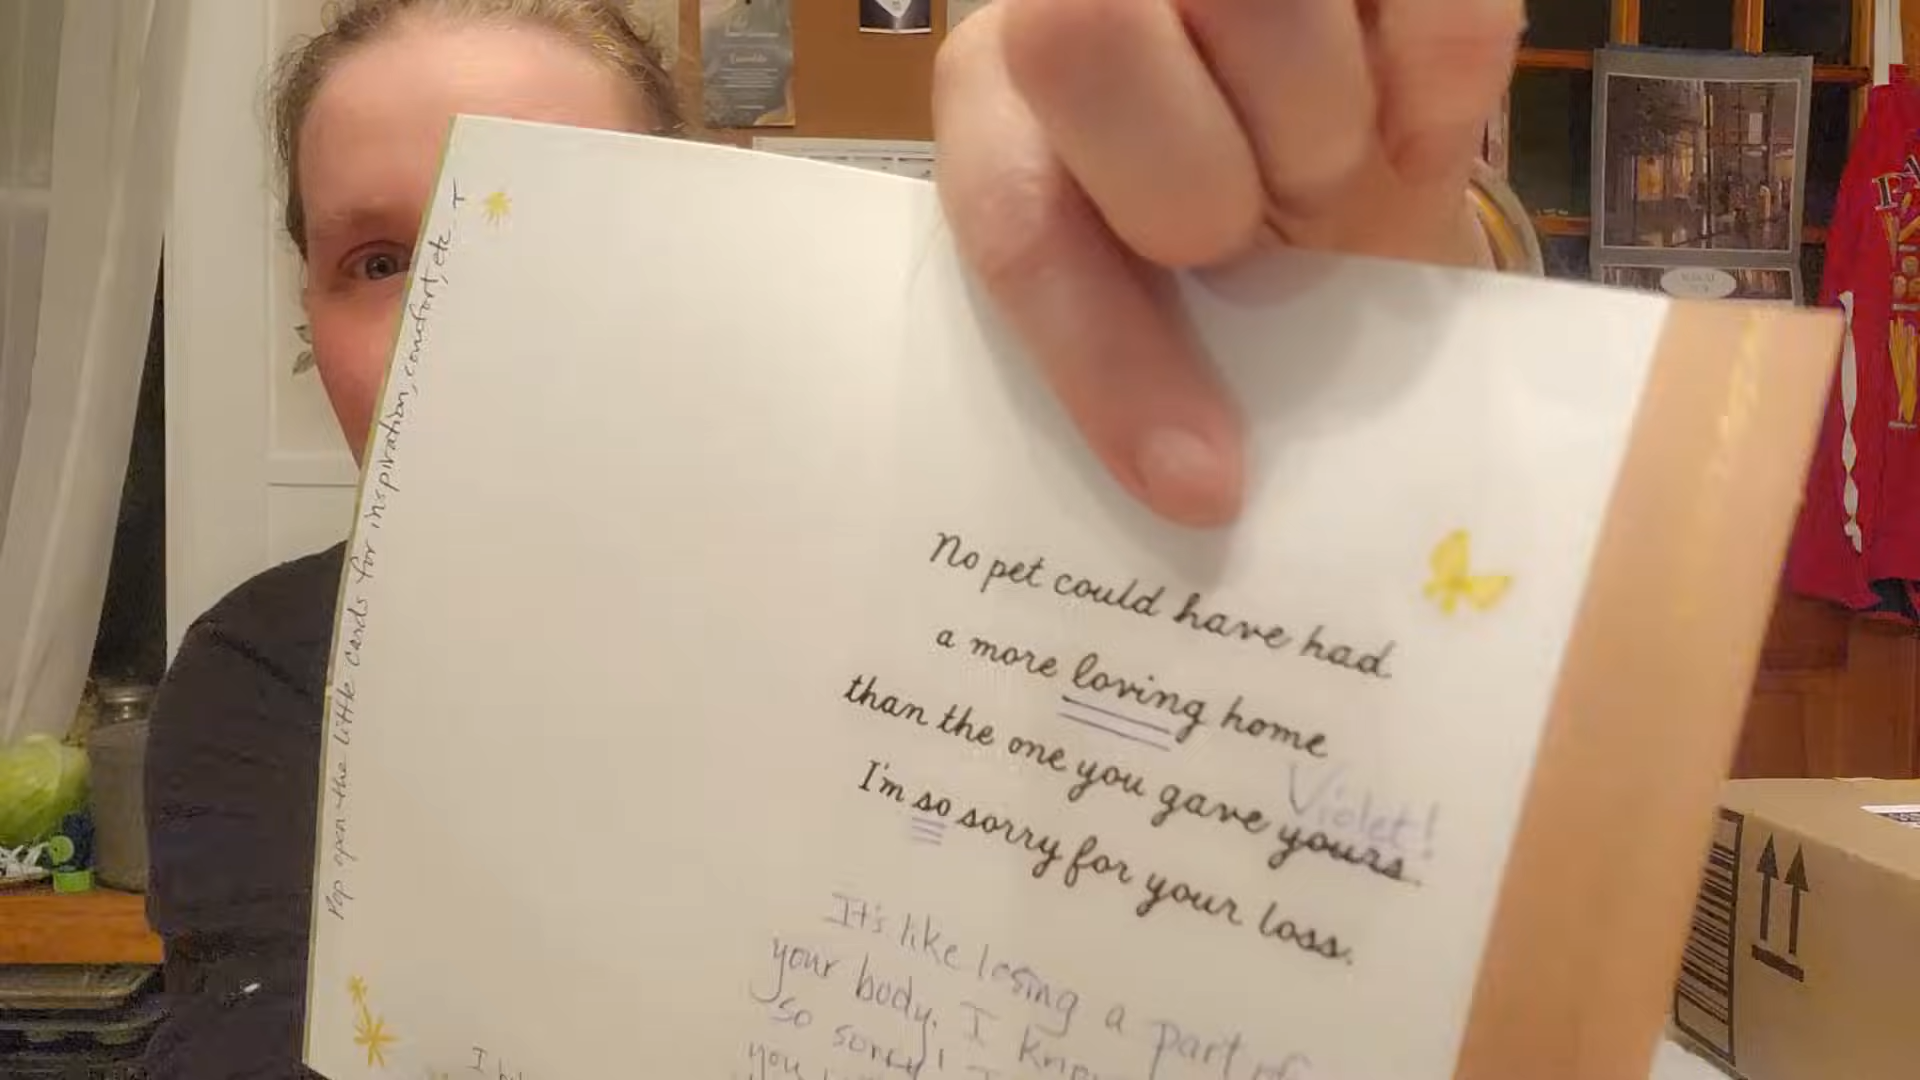 Pop open the little cards for inspiration, comfort, etc. T
No pet could have had
a more loving home
than the one you gave yours.
Violet!
I'm so sorry for your loss.
It's like losing a part of
your body. I know
so sorry! I
you
I